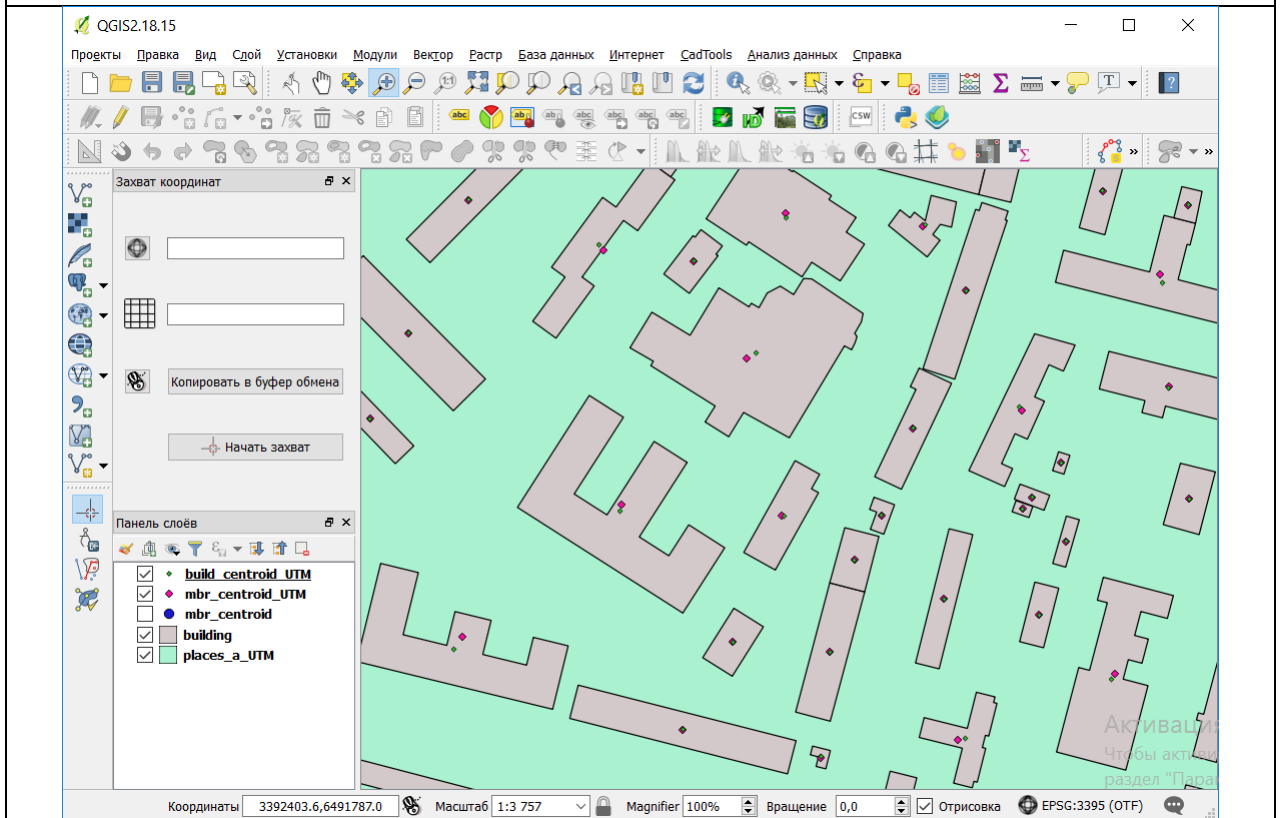 QGIS2.18.15
Проекты Правка Вид Слой Установки Модули Вектор Растр База данных Интернет CadTools Анализ данных Справка
Захват координат
Копировать в буфер обмена
Начать захват
Панель слоёв
build_centroid_UTM
mbr_centroid_UTM
mbr_centroid
building
places_a_UTM
Активация
Чтобы активи
раздел "Пара
Координаты 3392403.6,6491787.0 Масштаб 1:3 757 Magnifier 100% Вращение 0,0 Отрисовка EPSG:3395 (OTF)